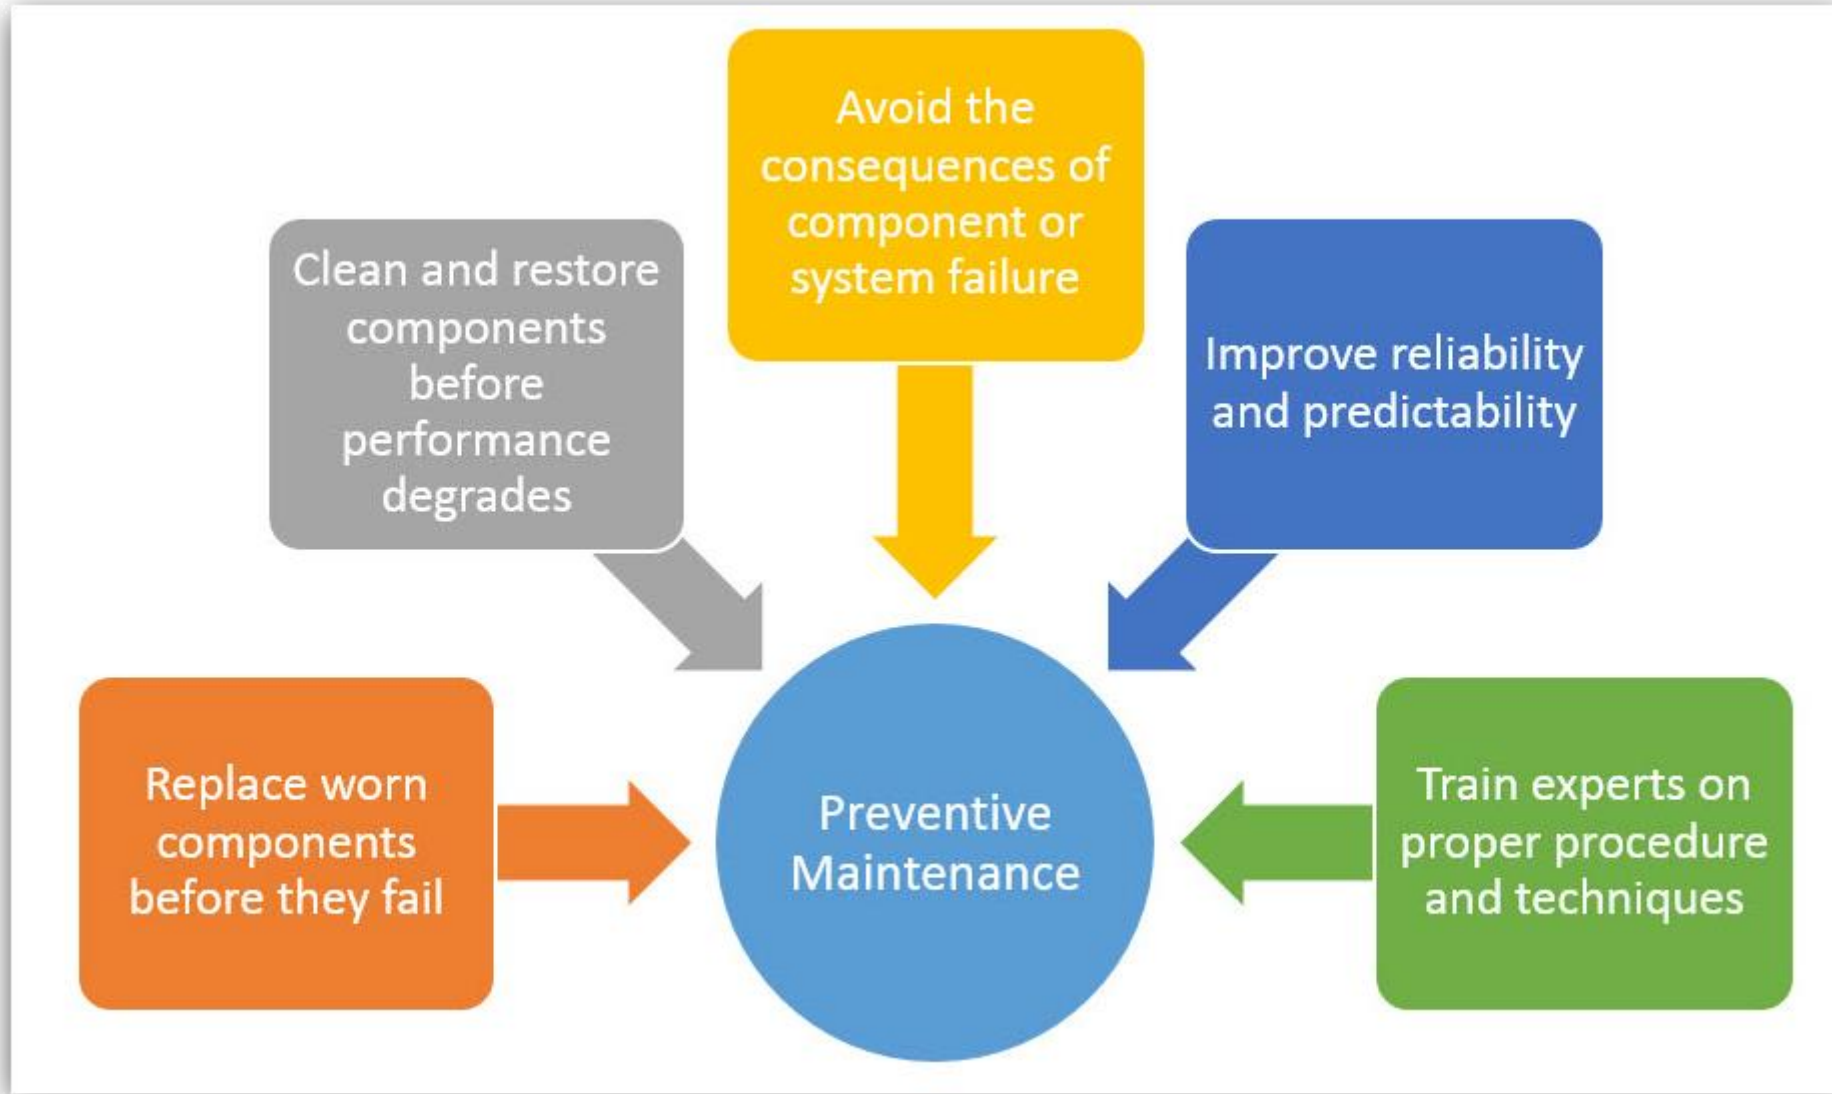 Avoid the
consequences of
component or
system failure
Clean and restore
components
before
performance
degrades
Improve reliability
and predictability
Replace worn
components
before they fail
Preventive
Maintenance
Train experts on
proper procedure
and techniques